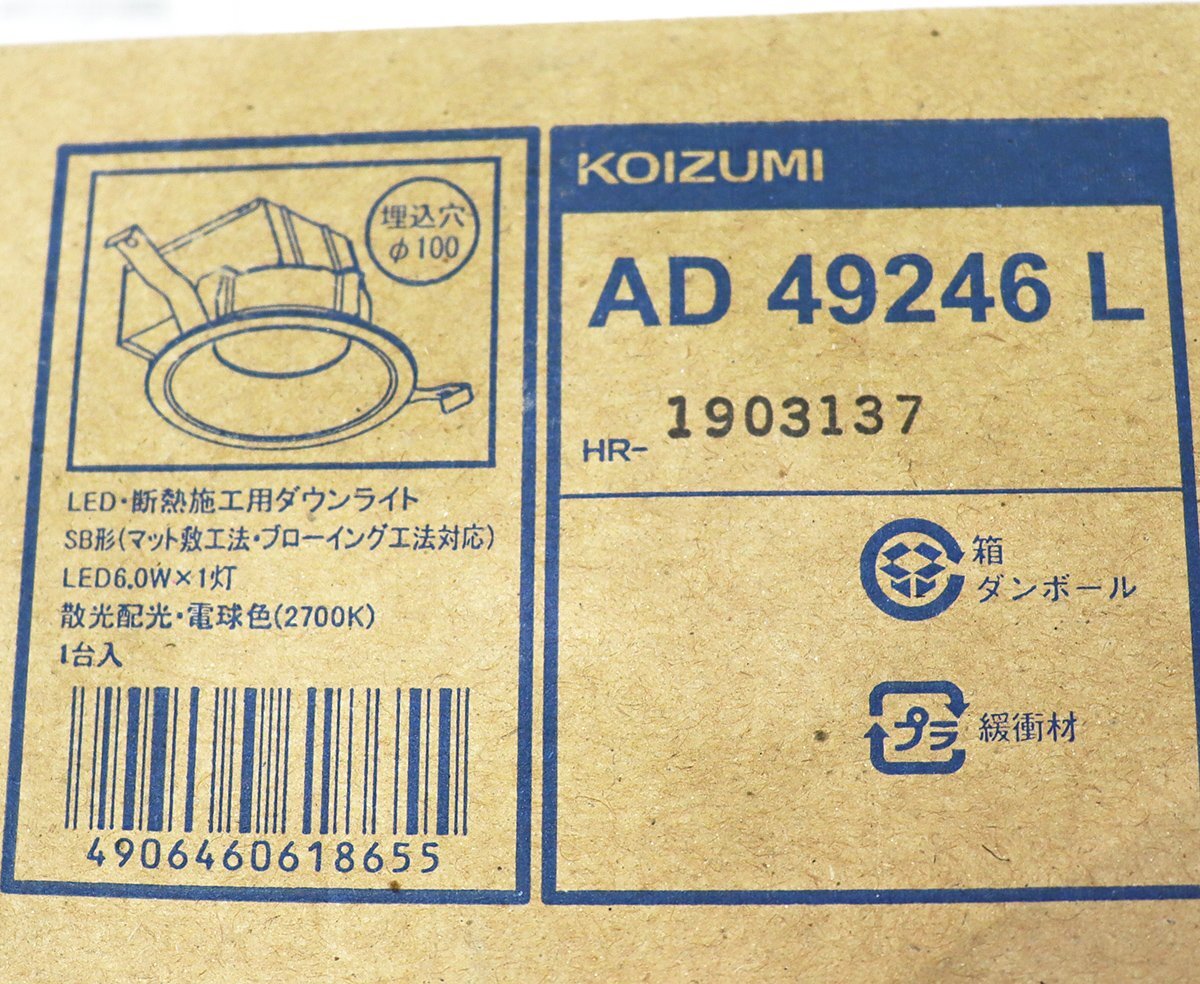 埋込穴
φ100
LED・断熱施工用ダウンライト
SB形(マット敷工法・ブローイング工法対応)
LED6.0W×1灯
散光配光・電球色(2700K)
1台入
4906460618655
KOIZUMI
AD 49246 L
HR- 1903137
箱
ダンボール
プラ
緩衝材